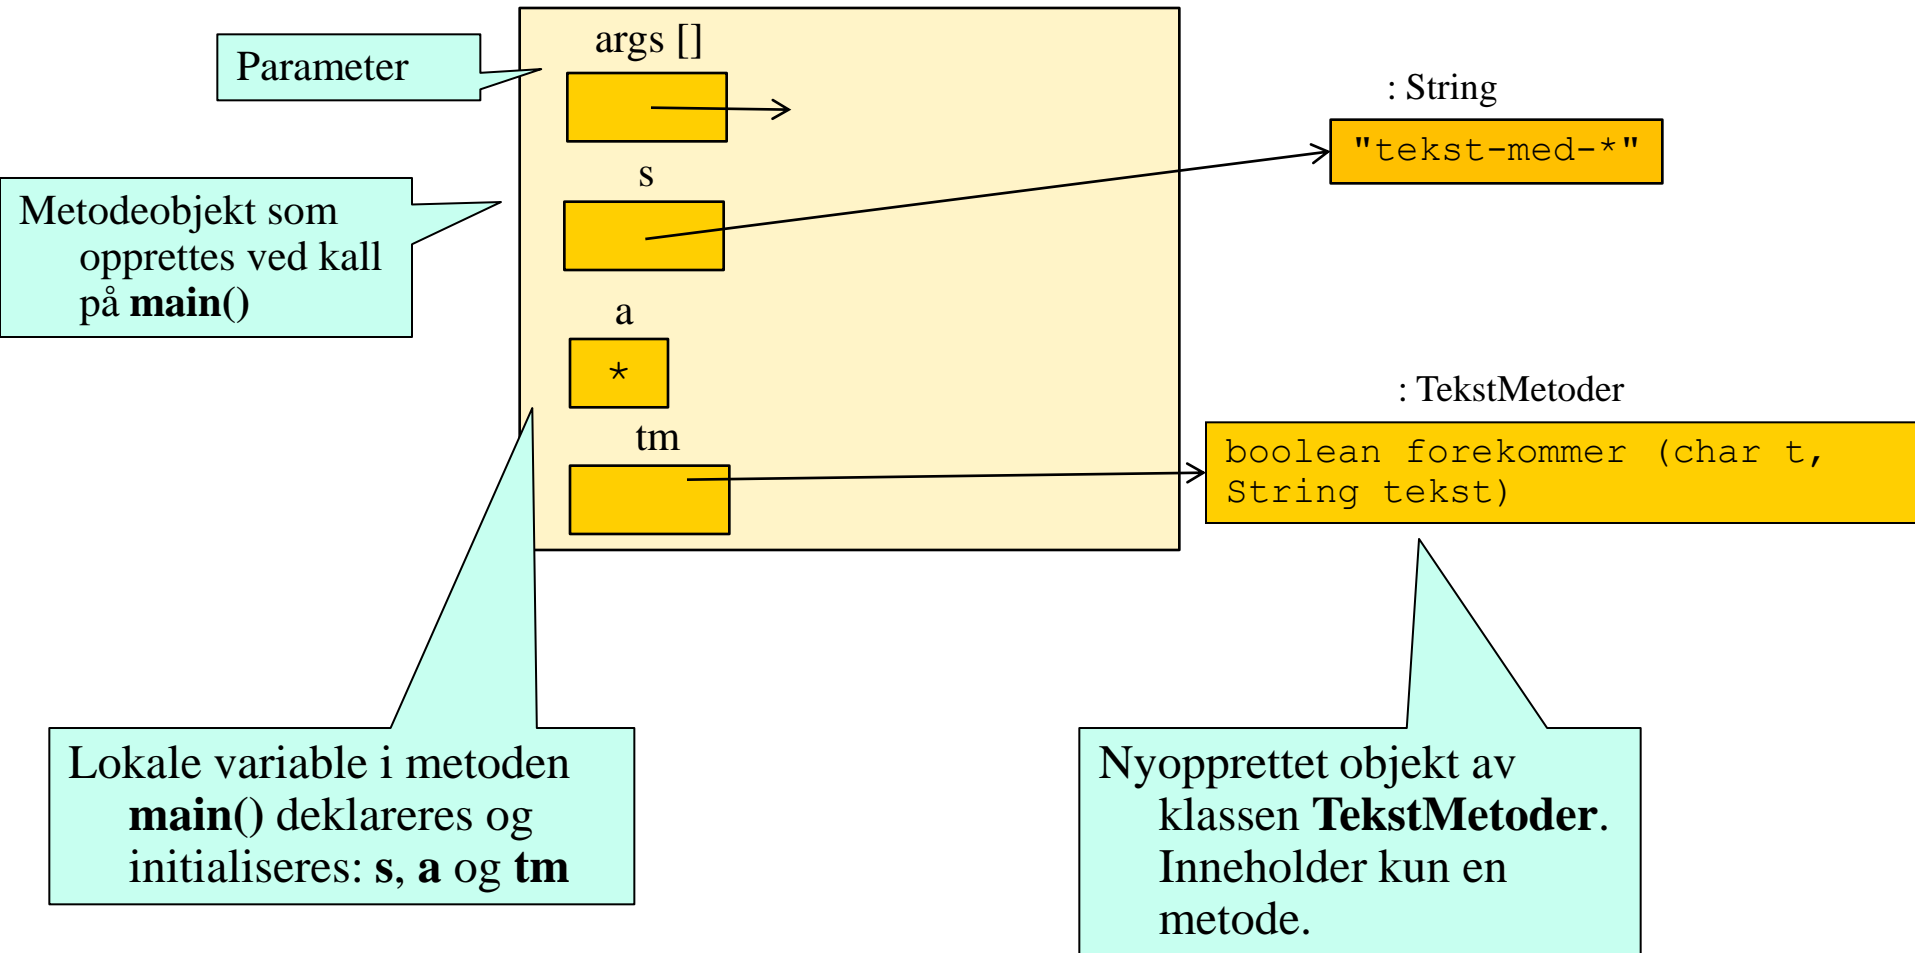 Parameter
args []
: String
"tekst-med-*"
s
Metodeobjekt som
opprettes ved kall
på main()
a
*
: TekstMetoder
tm
boolean forekommer (char t,
String tekst)
Lokale variable i metoden
main() deklareres og
initialiseres: s, a og tm
Nyopprettet objekt av
klassen TekstMetoder.
Inneholder kun en
metode.